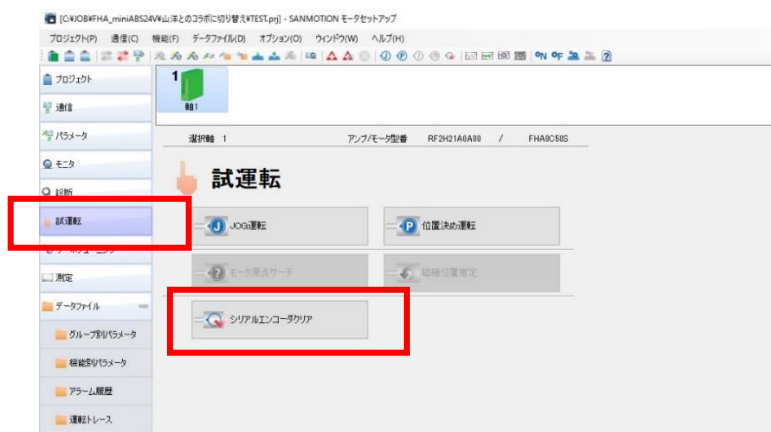 [C:¥JOB¥FHA_miniABS24V¥山洋とのコラボに切り替え¥TEST.prj] - SANMOTION モータセットアップ
プロジェクト(P) 通信(C) 機能(F) データファイル(D) オプション(O) ウィンドウ(W) ヘルプ(H)
プロジェクト
1
軸1
通信
パラメータ
選択軸 1 アンプ/モータ型番 RF2H21A0A00 / FHA8C50S
モニタ
診断
試運転
試運転
JOG運転 位置決め運転
測定
モータ原点サーチ 磁極位置推定
データファイル
シリアルエンコーダクリア
グループ別パラメータ
機能別パラメータ
アラーム履歴
運転トレース